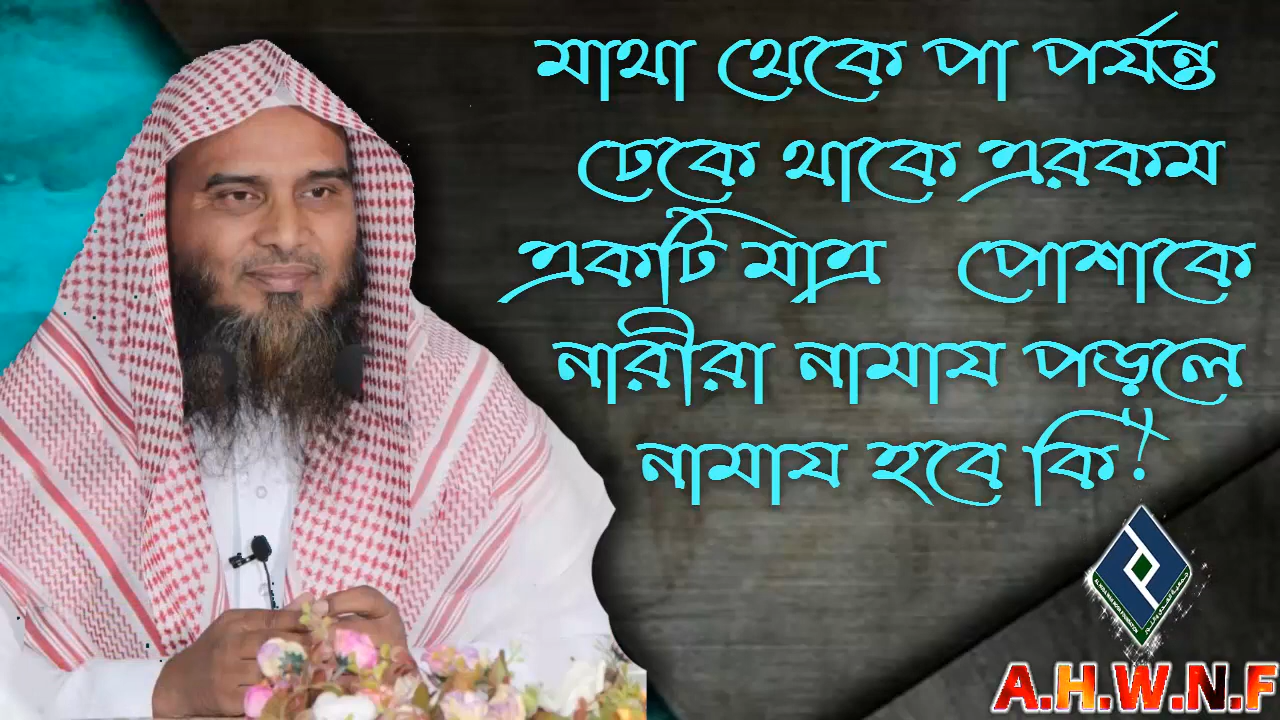 মাথা থেকে পা পর্যন্ত
ঢেকে থাকে এরকম
একটি মাত্র পোশাকে
নারীরা নামায পড়লে
নামায হবে কি?
A.H.W.N.F